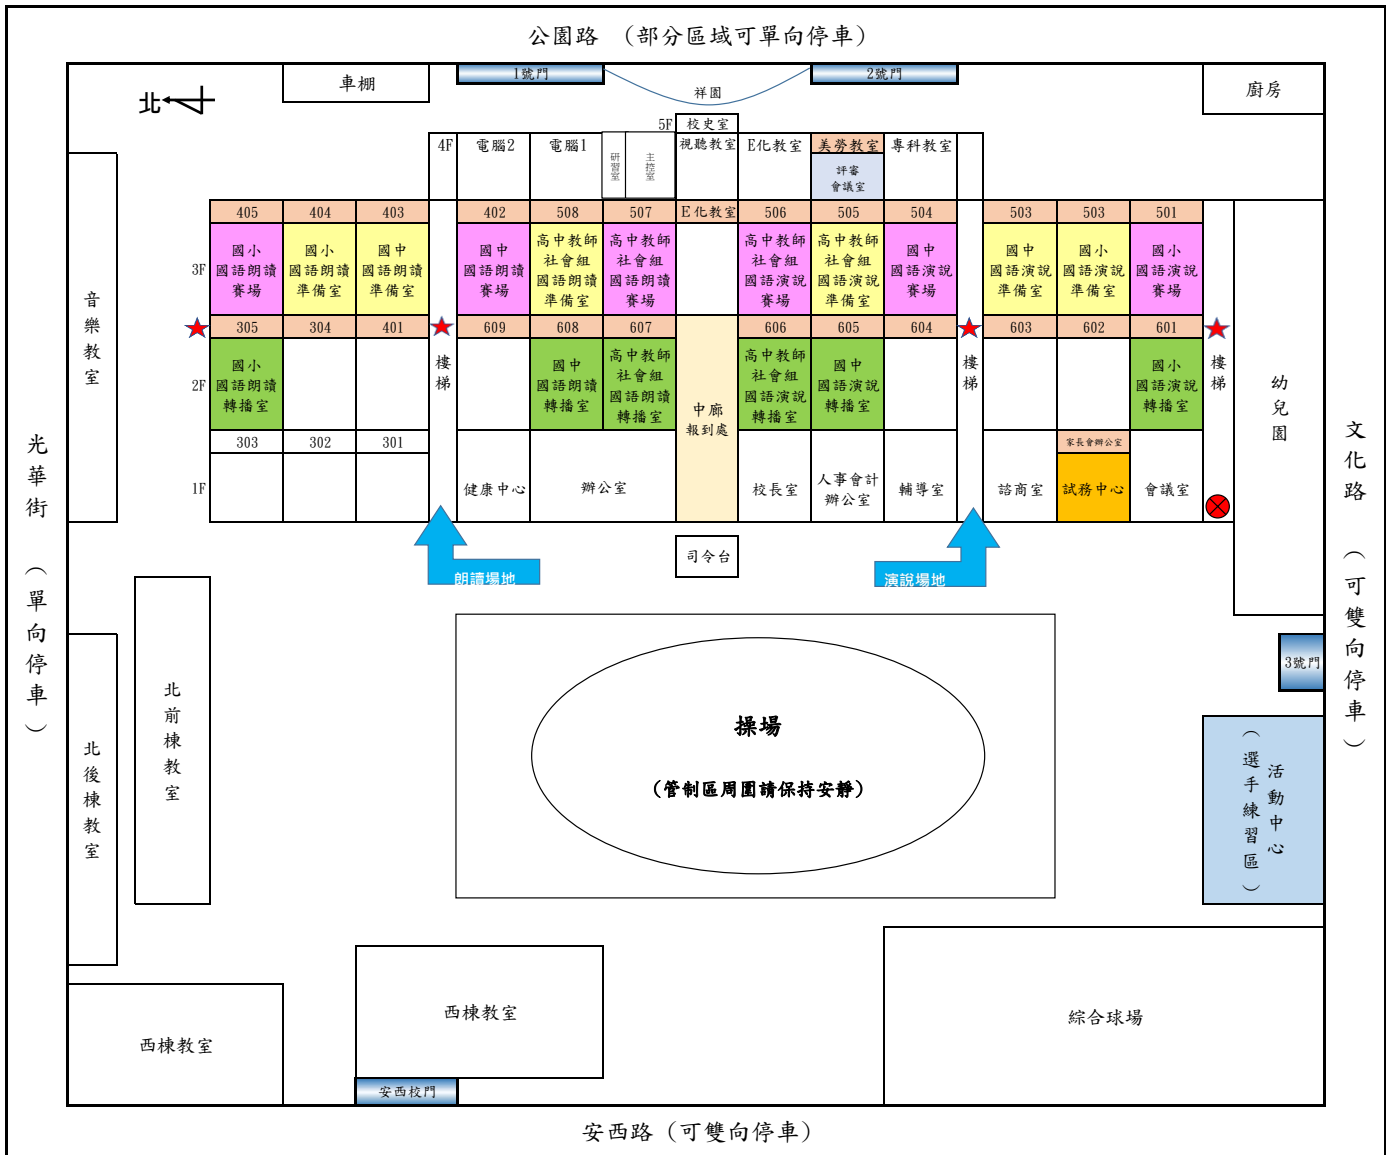 公園路 (部分區域可單向停車)
車棚
1號門
2號門
廚房
北
祥園
5F
校史室
4F
電腦2
電腦1
研習室
主控室
視聽教室
E化教室
美勞教室
專科教室
評審
會議室
405
404
403
402
508
507
E化教室
506
505
504
503
503
501
3F
國小
國語朗讀
賽場
國小
國語朗讀
準備室
國中
國語朗讀
準備室
國中
國語朗讀
賽場
高中教師
社會組
國語朗讀
準備室
高中教師
社會組
國語朗讀
賽場
高中教師
社會組
國語演說
賽場
高中教師
社會組
國語演說
準備室
國中
國語演說
賽場
國中
國語演說
準備室
國小
國語演說
準備室
國小
國語演說
賽場
305
304
401
609
608
607
606
605
604
603
602
601
2F
國小
國語朗讀
轉播室
樓梯
國中
國語朗讀
轉播室
高中教師
社會組
國語朗讀
轉播室
中廊
報到處
高中教師
社會組
國語演說
轉播室
國中
國語演說
轉播室
樓梯
國小
國語演說
轉播室
樓梯
303
302
301
家長會辦公室
1F
健康中心
辦公室
校長室
人事會計
辦公室
輔導室
諮商室
試務中心
會議室
音樂教室
幼兒園
光華街 (單向停車)
文化路 (可雙向停車)
朗讀場地
司令台
演說場地
3號門
北前棟教室
北後棟教室
操場
(管制區周圍請保持安靜)
活動中心
(選手練習區)
西棟教室
西棟教室
綜合球場
安西校門
安西路 (可雙向停車)